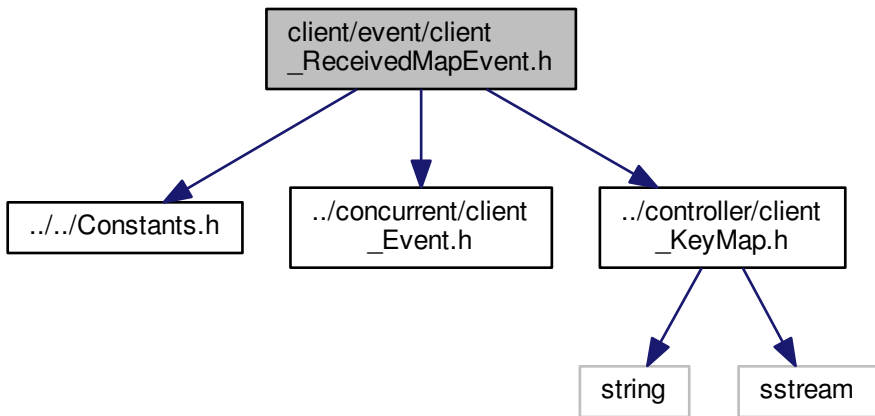 client/event/client
_ReceivedMapEvent.h
../../Constants.h
../concurrent/client
_Event.h
../controller/client
_KeyMap.h
string
sstream